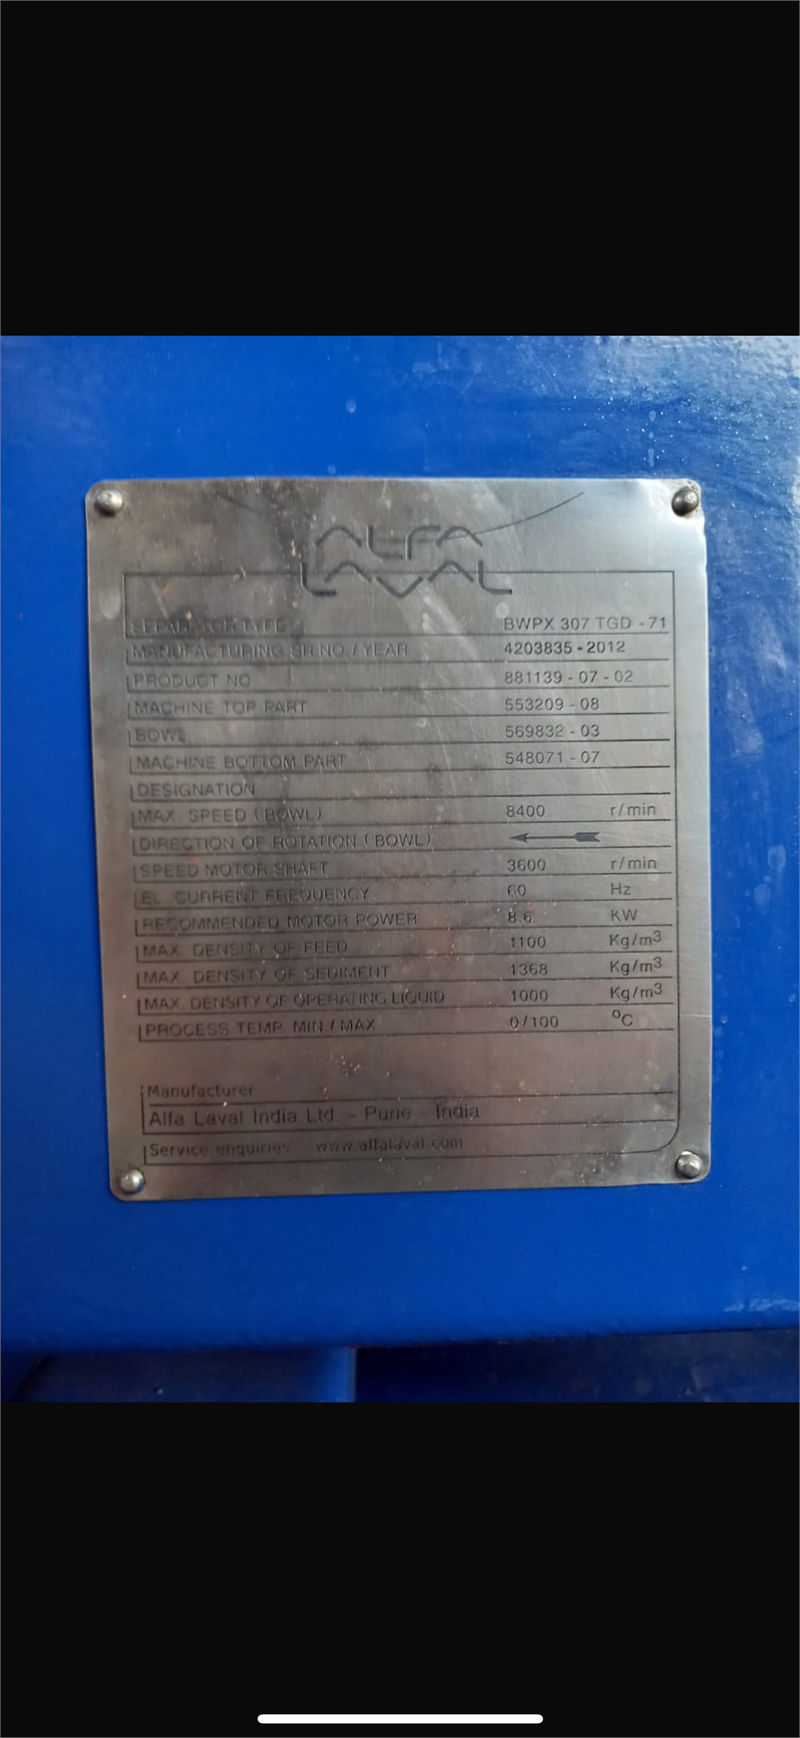 ALFA
LAVAL
SEPARATOR TYPE BWPX 307 TGD - 71
MANUFACTURING SR NO. / YEAR 4203835 - 2012
PRODUCT NO 881139 - 07 - 02
MACHINE TOP PART 553209 - 08
BOWL 569832 - 03
MACHINE BOTTOM PART 548071 - 07
DESIGNATION
MAX. SPEED ( BOWL ) 8400 r/min
DIRECTION OF ROTATION ( BOWL )
SPEED MOTOR SHAFT 3600 r/min
EL. CURRENT FREQUENCY 60 Hz
RECOMMENDED MOTOR POWER 8.6 KW
MAX. DENSITY OF FEED 1100 Kg/m³
MAX. DENSITY OF SEDIMENT 1368 Kg/m³
MAX. DENSITY OF OPERATING LIQUID 1000 Kg/m³
PROCESS TEMP. MIN / MAX 0/100 °C
Manufacturer
Alfa Laval India Ltd - Pune - India
Service enquiries www.alfalaval.com